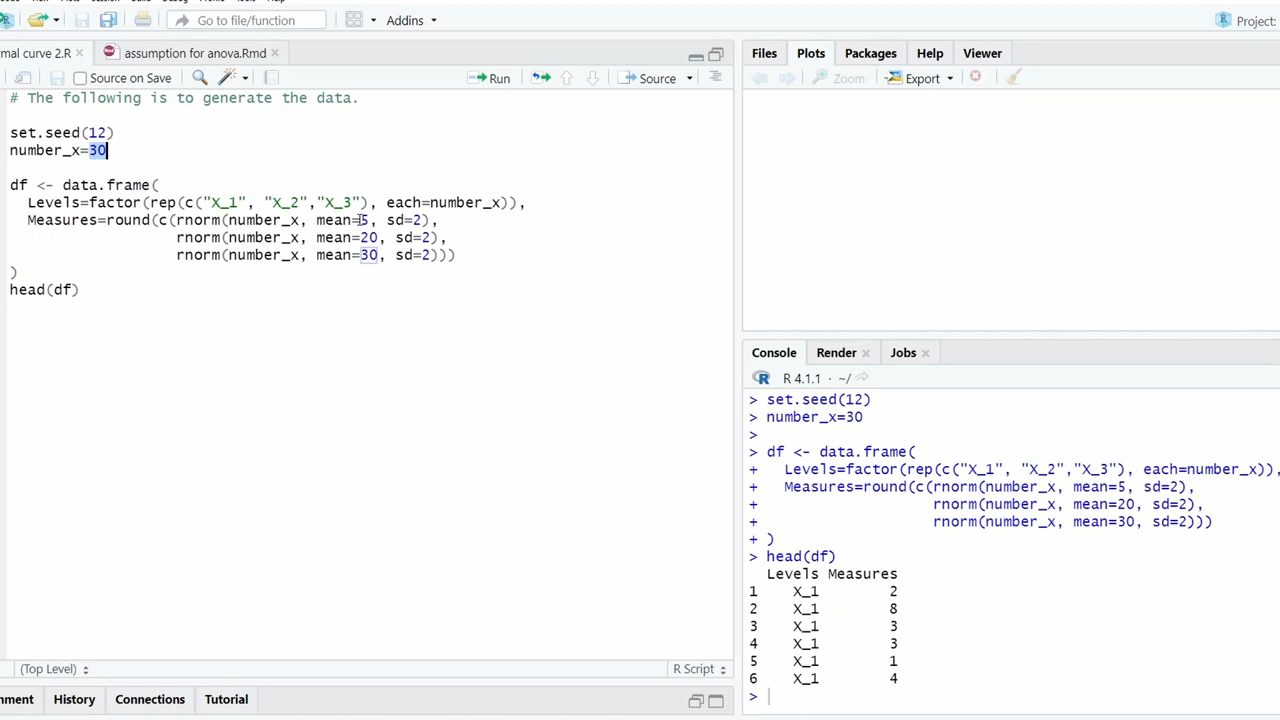 Go to file/function
Addins
Project:
mal curve 2.R
assumption for anova.Rmd
Source on Save
Run
Source
# The following is to generate the data.
set.seed(12)
number_x=30
df <- data.frame(
Levels=factor(rep(c("X_1", "X_2","X_3"), each=number_x)),
Measures=round(c(rnorm(number_x, mean=5, sd=2),
rnorm(number_x, mean=20, sd=2),
rnorm(number_x, mean=30, sd=2)))
)
head(df)
(Top Level)
R Script
nment
History
Connections
Tutorial
Files
Plots
Packages
Help
Viewer
Zoom
Export
Console
Render
Jobs
R 4.1.1 · ~/
> set.seed(12)
> number_x=30
>
> df <- data.frame(
+ Levels=factor(rep(c("X_1", "X_2","X_3"), each=number_x)),
+ Measures=round(c(rnorm(number_x, mean=5, sd=2),
+ rnorm(number_x, mean=20, sd=2),
+ rnorm(number_x, mean=30, sd=2)))
+ )
> head(df)
Levels Measures
1 X_1 2
2 X_1 8
3 X_1 3
4 X_1 3
5 X_1 1
6 X_1 4
>